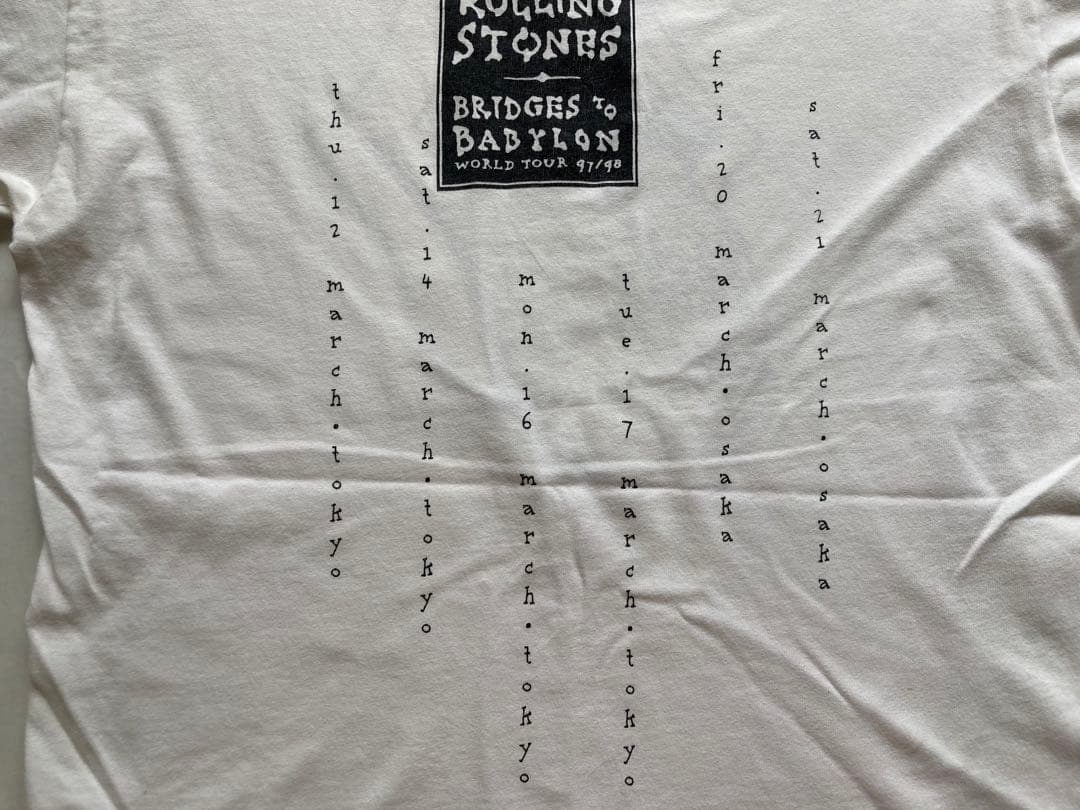 ROLLING
STONES
BRIDGES TO
BABYLON
WORLD TOUR 97/98
thu.12 march.tokyo
sat.14 march.tokyo
mon.16 march.tokyo
tue.17 march.tokyo
fri.20 march.osaka
sat.21 march.osaka